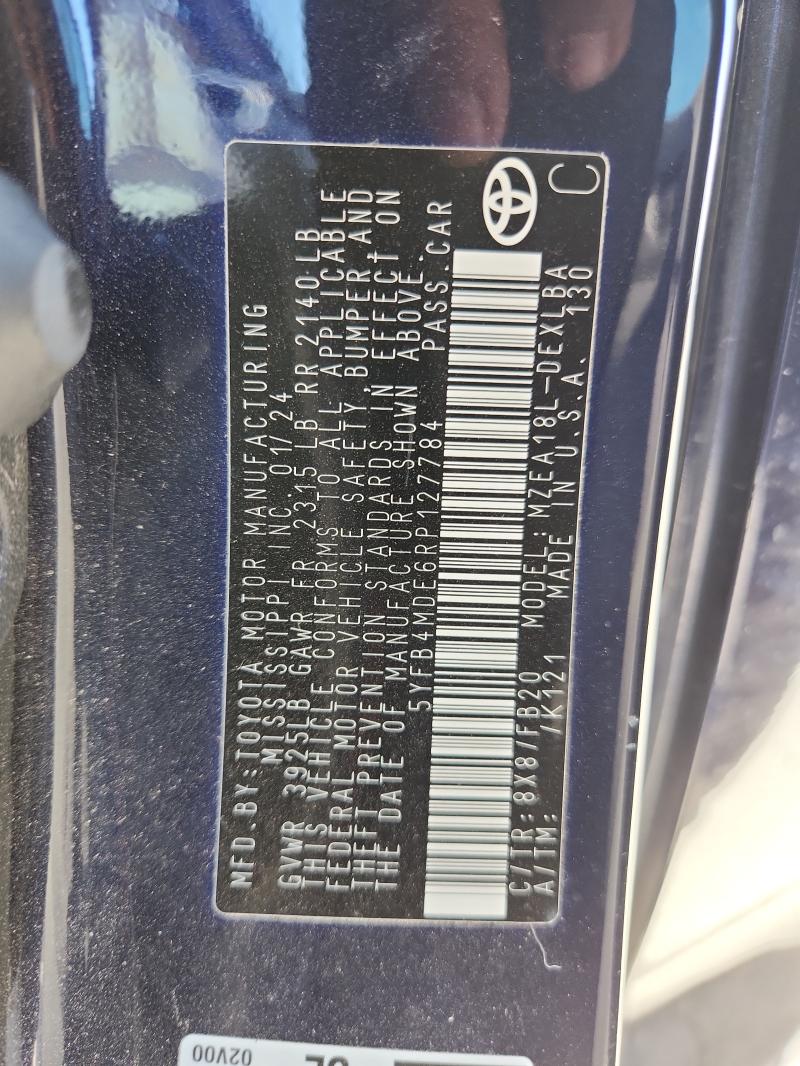 MFD.BY:TOYOTA MOTOR MANUFACTURING
MISSISSIPPI INC. 01/24
GVWR 3925LB GAWR FR 2315 LB RR 2140 LB
THIS VEHICLE CONFORMS TO ALL APPLICABLE
FEDERAL MOTOR VEHICLE SAFETY, BUMPER, AND
THEFT PREVENTION STANDARDS IN EFFECT ON
THE DATE OF MANUFACTURE SHOWN ABOVE.
5YFB4MDE6RP127784 PASS.CAR
C/TR:8X8/FB20 MODEL:MZEA18L-DEXLBA
A/TM: /K121 MADE IN U.S.A. 130
C
02V00